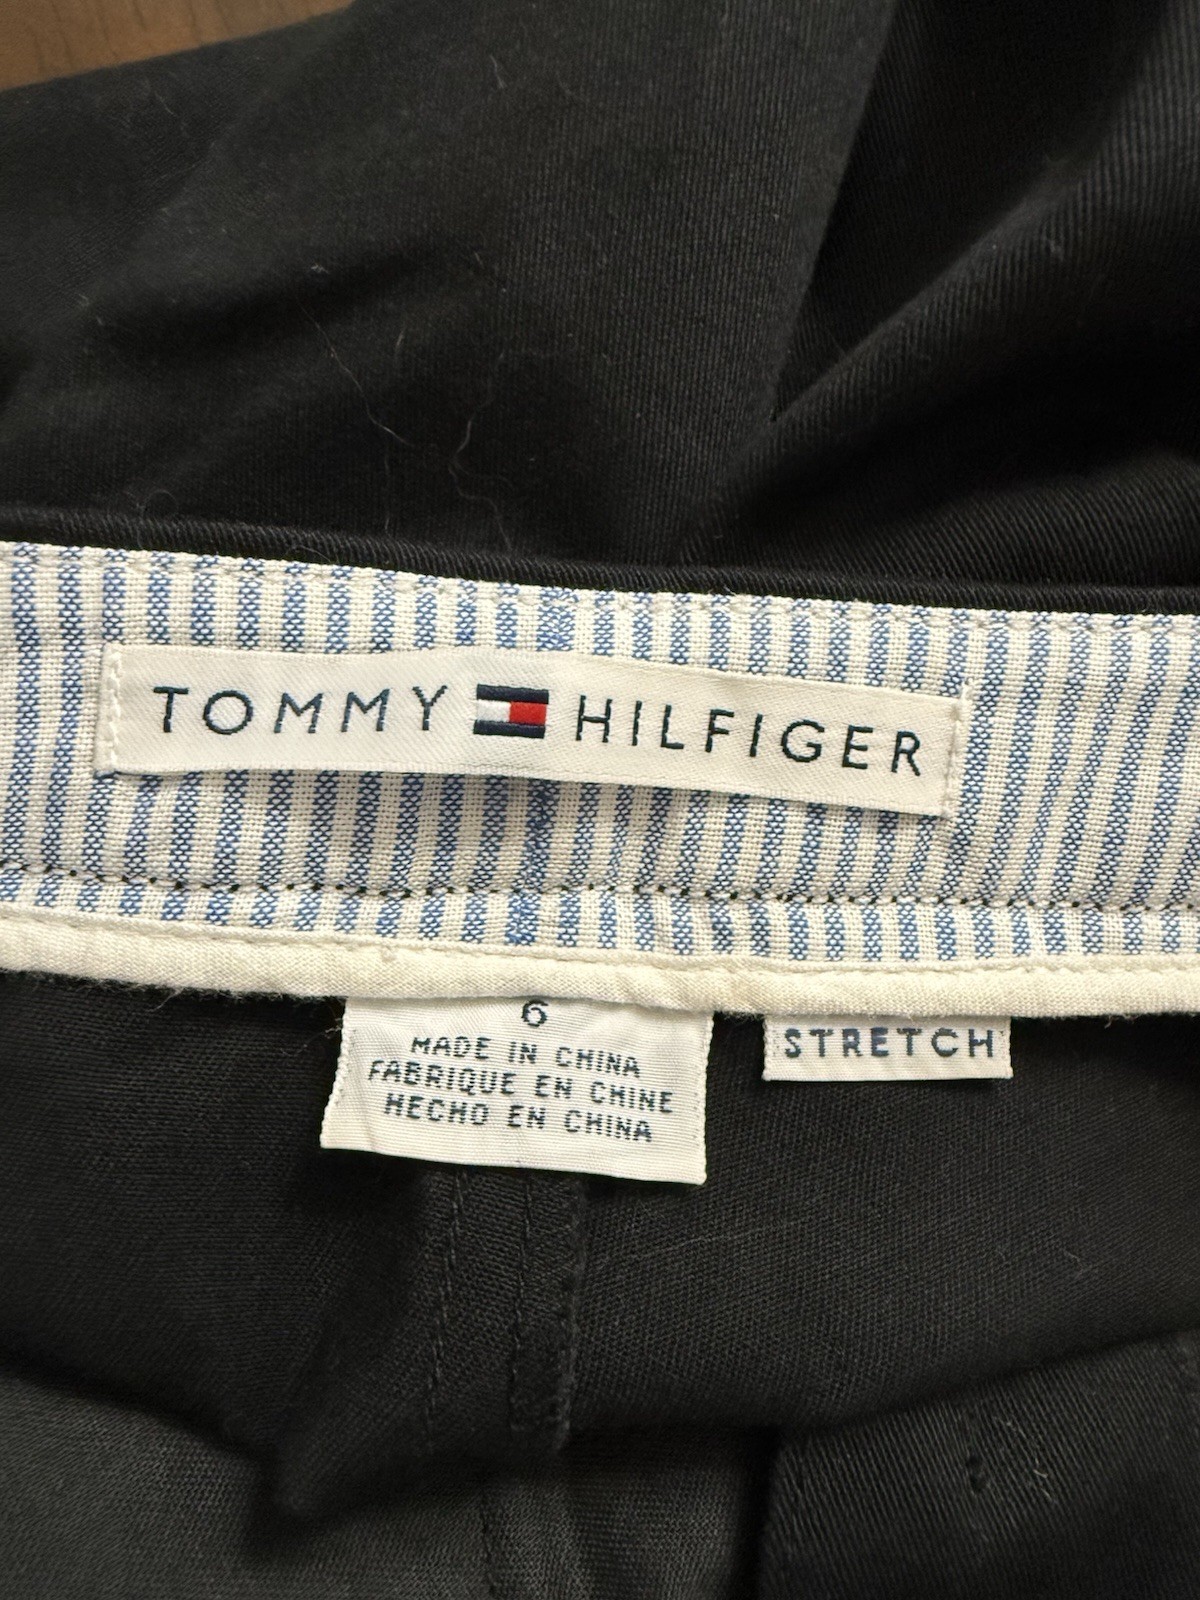 TOMMY HILFIGER
6
MADE IN CHINA
FABRIQUE EN CHINE
HECHO EN CHINA
STRETCH